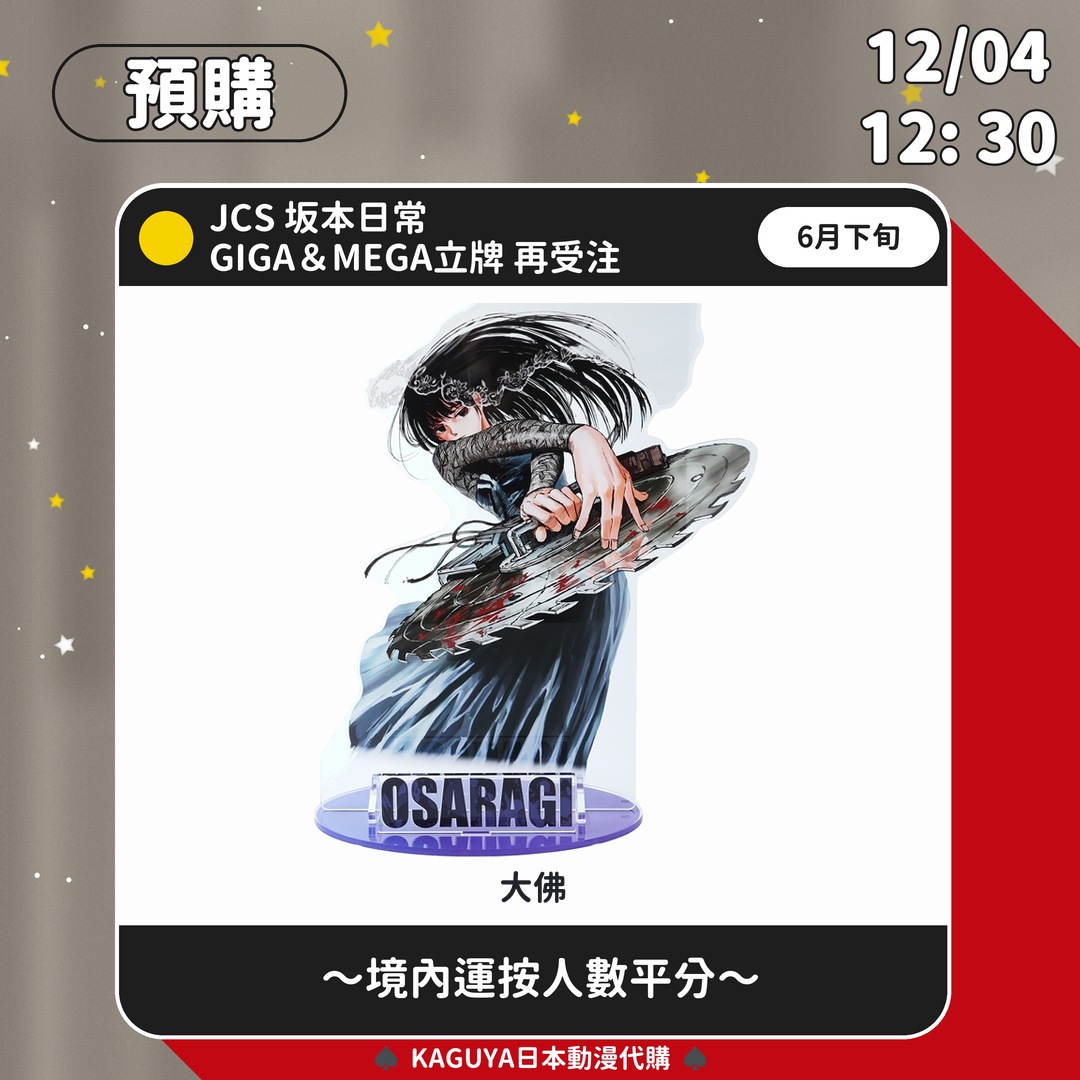 預購
12/04
12: 30
JCS 坂本日常
GIGA＆MEGA立牌 再受注
6月下旬
OSARAGI
大佛
～境內運按人數平分～
♠ KAGUYA日本動漫代購 ♠